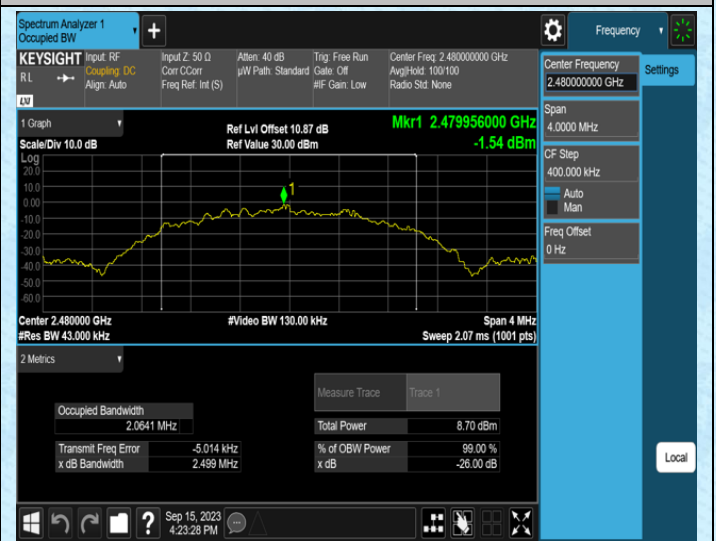 Spectrum Analyzer 1
Occupied BW
Frequency
KEYSIGHT
RL
LXI
Input: RF
Coupling: DC
Align: Auto
Input Z: 50 Ω
Corr CCorr
Freq Ref: Int (S)
Atten: 40 dB
µW Path: Standard
Trig: Free Run
Gate: Off
#IF Gain: Low
Center Freq: 2.480000000 GHz
Avg|Hold: 100/100
Radio Std: None
Center Frequency
2.480000000 GHz
Settings
Span
4.0000 MHz
CF Step
400.000 kHz
Auto
Man
Freq Offset
0 Hz
1 Graph
Scale/Div 10.0 dB
Ref Lvl Offset 10.87 dB
Ref Value 30.00 dBm
Mkr1 2.479956000 GHz
-1.54 dBm
Log
20.0
10.0
0.00
-10.0
-20.0
-30.0
-40.0
-50.0
-60.0
1
Center 2.480000 GHz
#Res BW 43.000 kHz
#Video BW 130.00 kHz
Span 4 MHz
Sweep 2.07 ms (1001 pts)
2 Metrics
Measure Trace
Trace 1
Occupied Bandwidth
2.0641 MHz
Total Power
8.70 dBm
Transmit Freq Error
-5.014 kHz
% of OBW Power
99.00 %
x dB Bandwidth
2.499 MHz
x dB
-26.00 dB
Local
?
Sep 15, 2023
4:23:28 PM